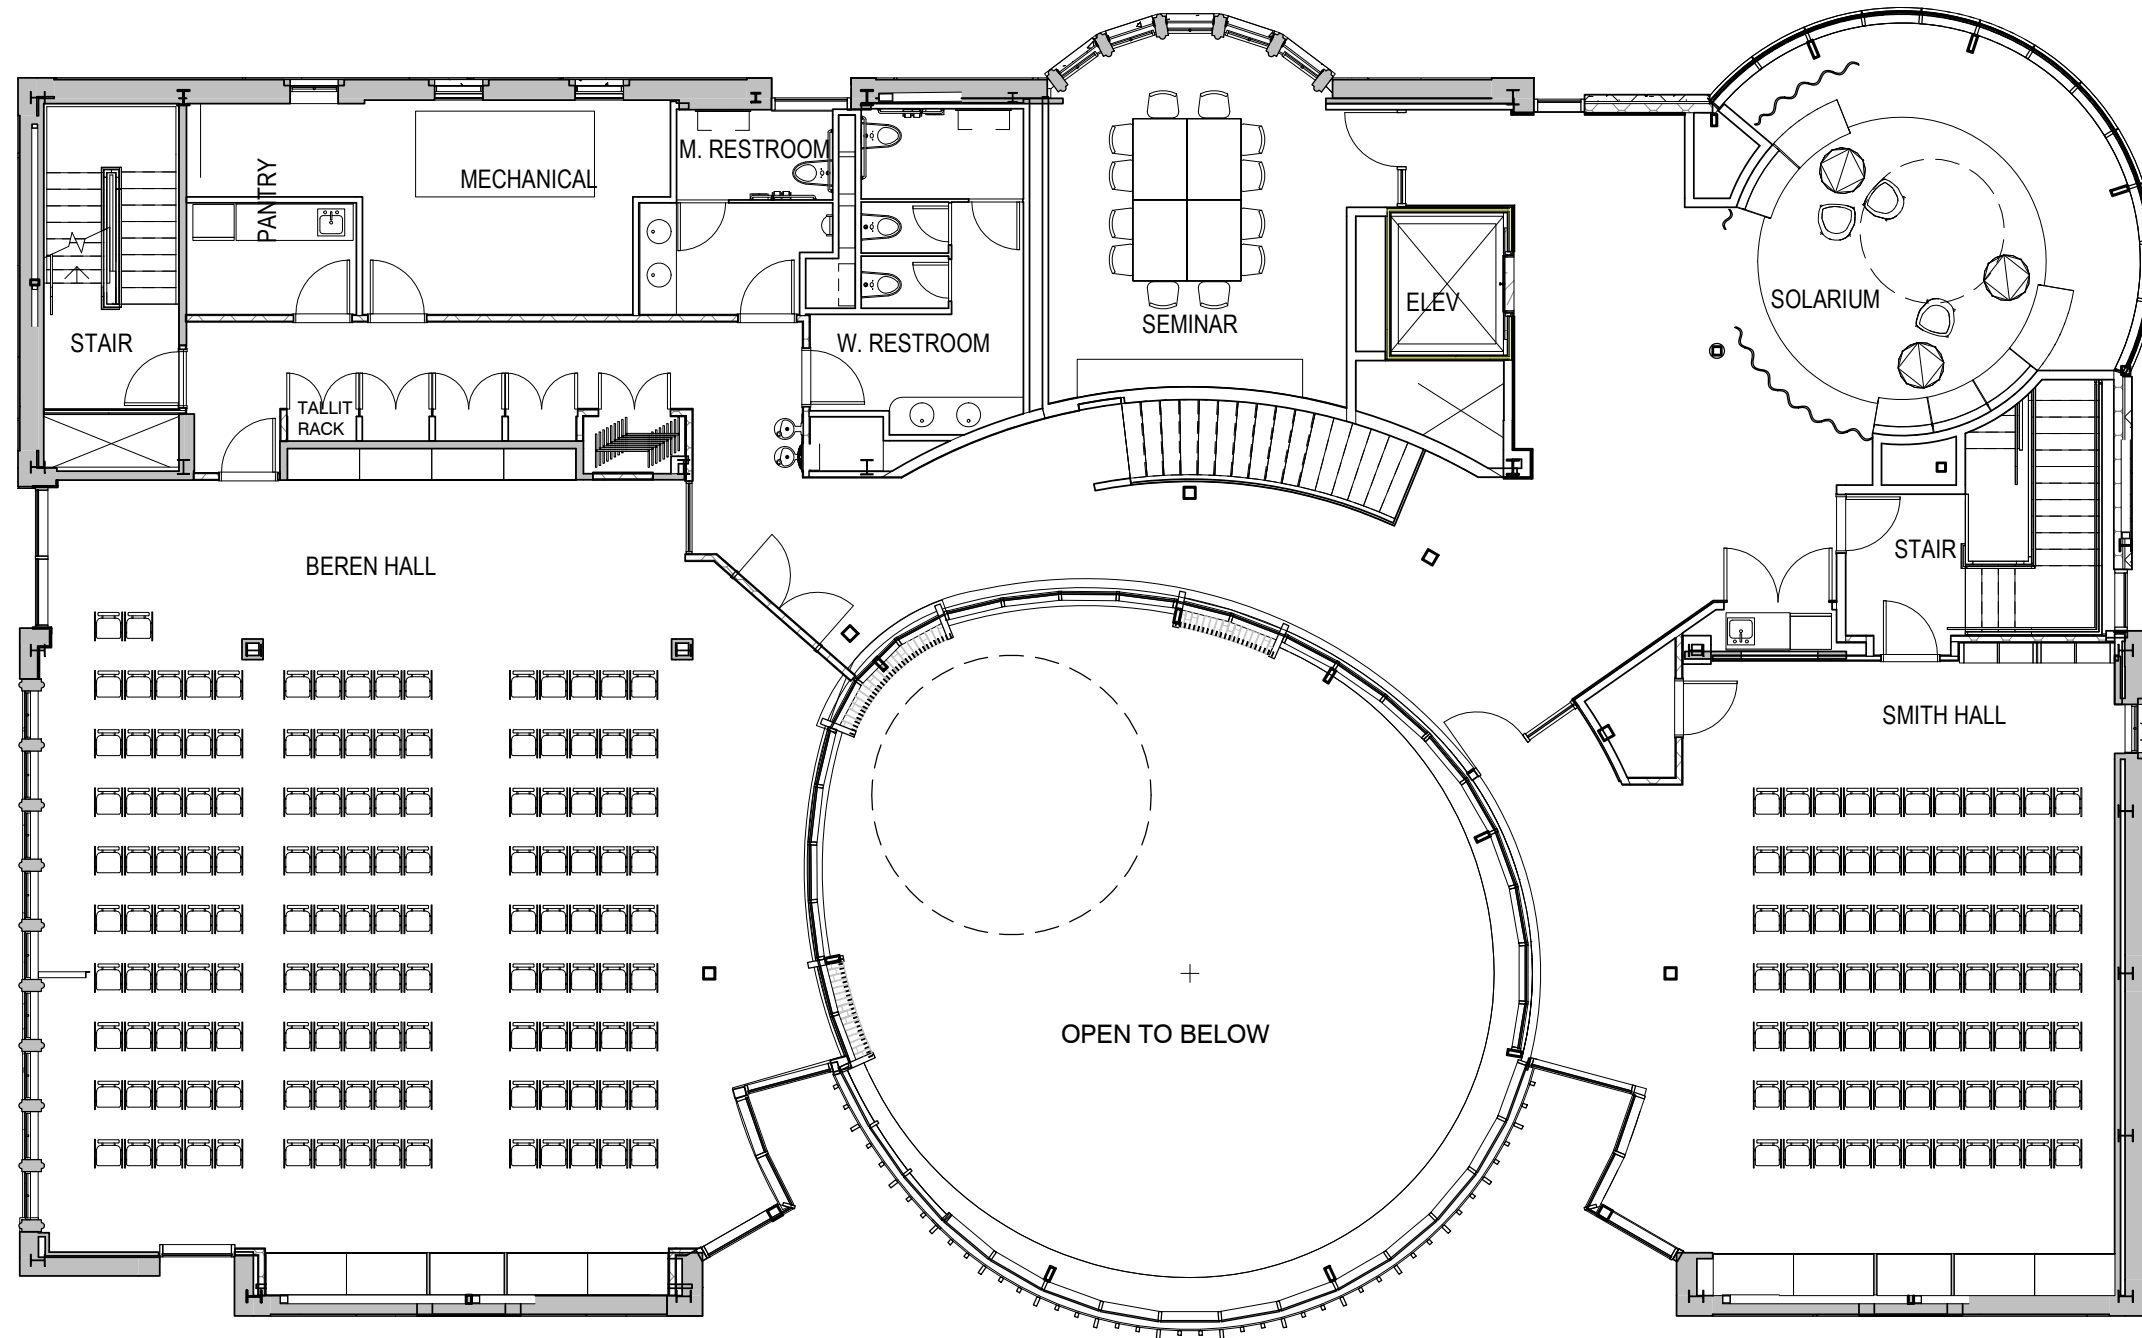 M. RESTROOM
PANTRY
MECHANICAL
ELEV
SOLARIUM
SEMINAR
STAIR
W. RESTROOM
TALLIT
RACK
STAIR
BEREN HALL
SMITH HALL
OPEN TO BELOW